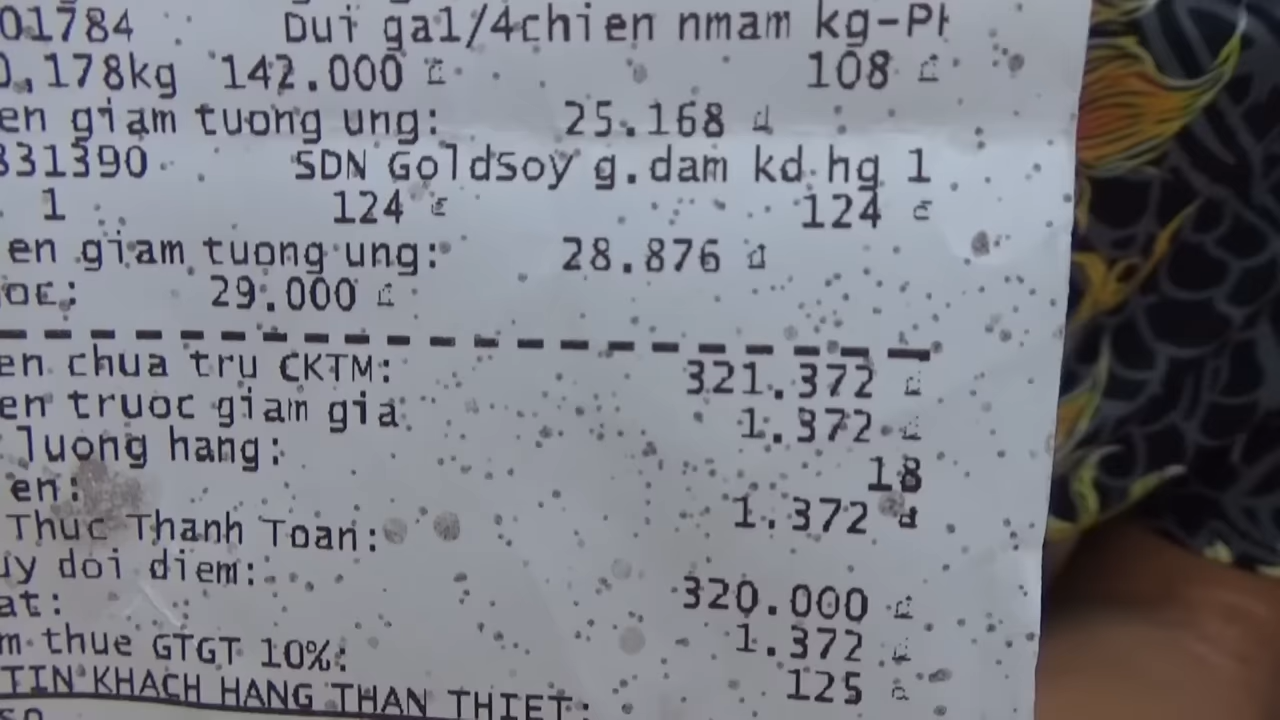 01784 Dui ga1/4chien nmam kg-PH
0,178kg 142.000 đ 108 đ
en giam tuong ung: 25.168 đ
831390 SDN Goldsoy g.dam kd.hg 1
1 124 đ 124 đ
en giam tuong ung: 28.876 đ
29.000 đ
en chua tru CKTM: 321.372 đ
en truoc giam gia: 1.372 đ
luong hang: 18
en: 1.372 đ
Thuc Thanh Toan:
uy doi diem: 320.000 đ
at: 1.372 đ
m thue GTGT 10%: 125 đ
TIN KHACH HANG THAN THIET: